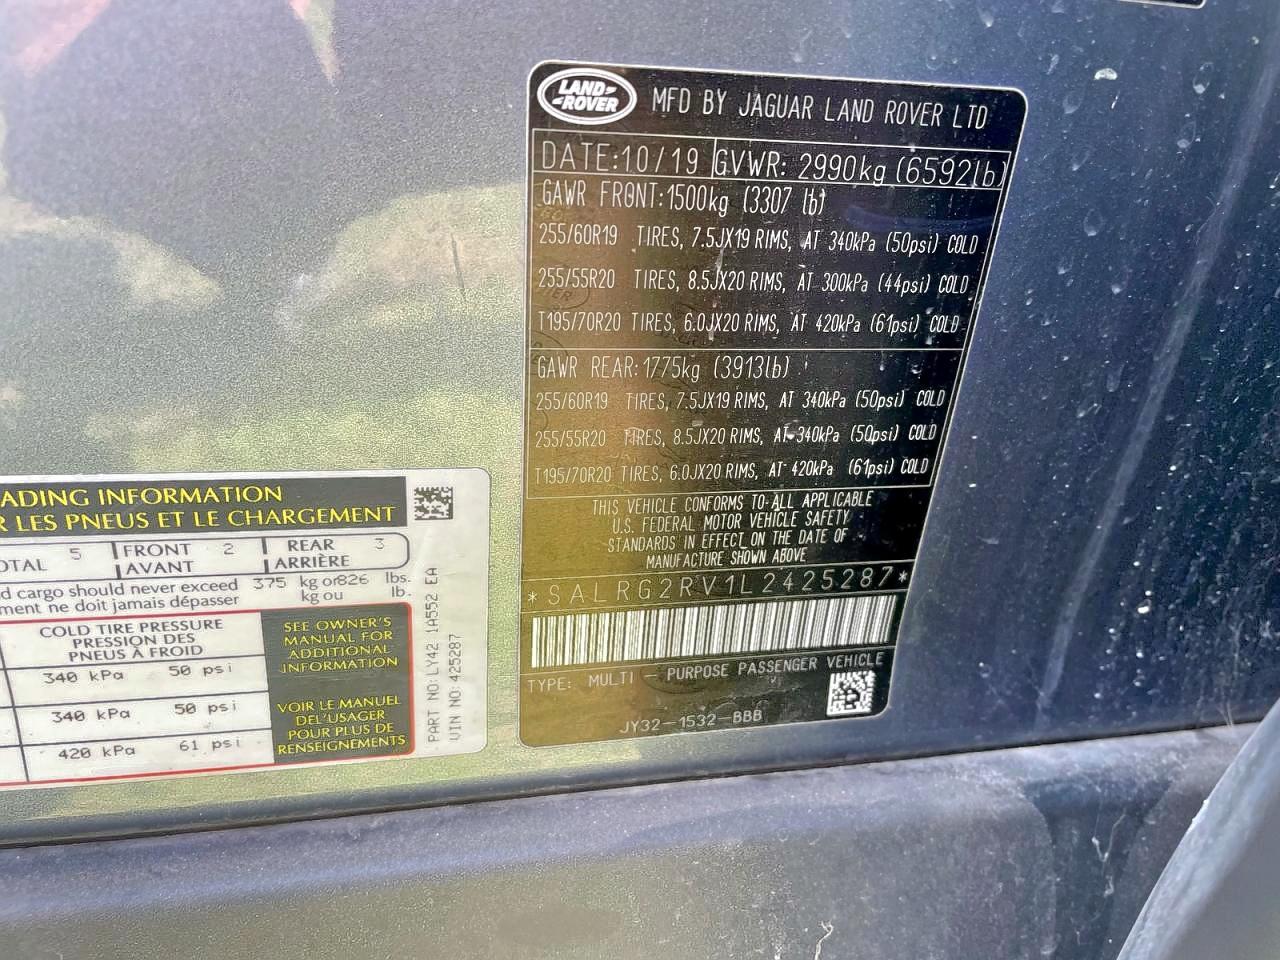 LAND ROVER
MFD BY JAGUAR LAND ROVER LTD
DATE:10/19 GVWR: 2990kg (6592lb)
GAWR FRONT:1500kg (3307 lb)
255/60R19 TIRES, 7.5JX19 RIMS, AT 340kPa (50psi) COLD
255/55R20 TIRES, 8.5JX20 RIMS, AT 300kPa (44psi) COLD
T195/70R20 TIRES, 6.0JX20 RIMS, AT 420kPa (61psi) COLD
GAWR REAR:1775kg (3913lb)
255/60R19 TIRES, 7.5JX19 RIMS, AT 340kPa (50psi) COLD
255/55R20 TIRES, 8.5JX20 RIMS, AT 340kPa (50psi) COLD
T195/70R20 TIRES, 6.0JX20 RIMS, AT 420kPa (61psi) COLD
THIS VEHICLE CONFORMS TO ALL APPLICABLE
U.S. FEDERAL MOTOR VEHICLE SAFETY
STANDARDS IN EFFECT ON THE DATE OF
MANUFACTURE SHOWN ABOVE
*SALRG2RV1L2425287*
TYPE: MULTI - PURPOSE PASSENGER VEHICLE
JY32-1532-BBB
ADING INFORMATION
R LES PNEUS ET LE CHARGEMENT
OTAL 5 FRONT 2 REAR 3
AVANT ARRIÈRE
d cargo should never exceed 375 kg or 826 lbs.
ment ne doit jamais dépasser kg ou lb.
COLD TIRE PRESSURE
PRESSION DES
PNEUS À FROID
340 kPa 50 psi
340 kPa 50 psi
420 kPa 61 psi
SEE OWNER'S
MANUAL FOR
ADDITIONAL
INFORMATION
VOIR LE MANUEL
DEL'USAGER
POUR PLUS DE
RENSEIGNEMENTS
PART NO: LY42 1A552 EA
VIN NO: 425287